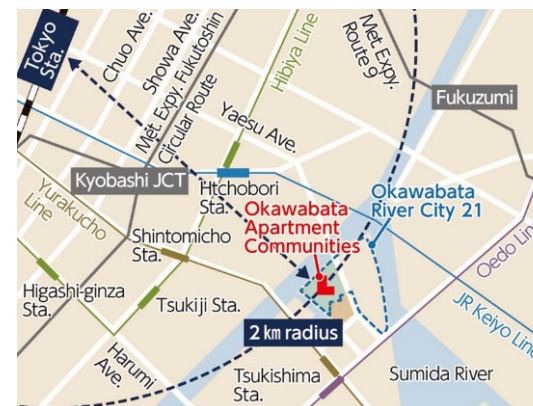 Tokyo
Sta.
Chuo Ave.
Showa Ave.
Met. Expy. Fukutoshin
Circular Route
Hibiya Line
Met. Expy.
Route 9
Fukuzumi
Yaesu Ave.
Kyobashi JCT
Htchobori
Sta.
Okawabata
River City 21
Okawabata
Apartment
Communities
Yurakucho
Line
Shintomicho
Sta.
Oedo Lin
Higashi-ginza
Sta.
Tsukiji Sta.
JR Keiyo Line
2 km radius
Harumi
Ave.
Tsukishima
Sta.
Sumida River